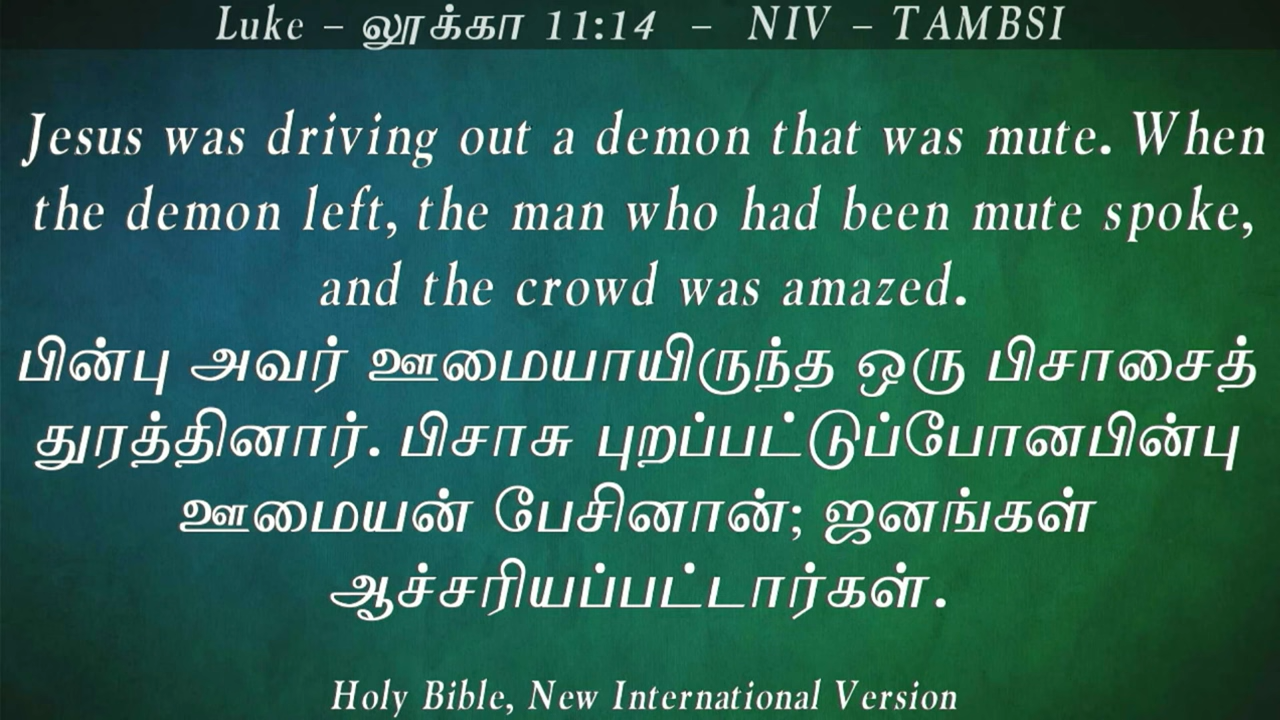 Luke – லூக்கா 11:14 – NIV – TAMBSI
Jesus was driving out a demon that was mute. When
the demon left, the man who had been mute spoke,
and the crowd was amazed.
பின்பு அவர் ஊமையாயிருந்த ஒரு பிசாசைத்
துரத்தினார். பிசாசு புறப்பட்டுப்போனபின்பு
ஊமையன் பேசினான்; ஜனங்கள்
ஆச்சரியப்பட்டார்கள்.
Holy Bible, New International Version